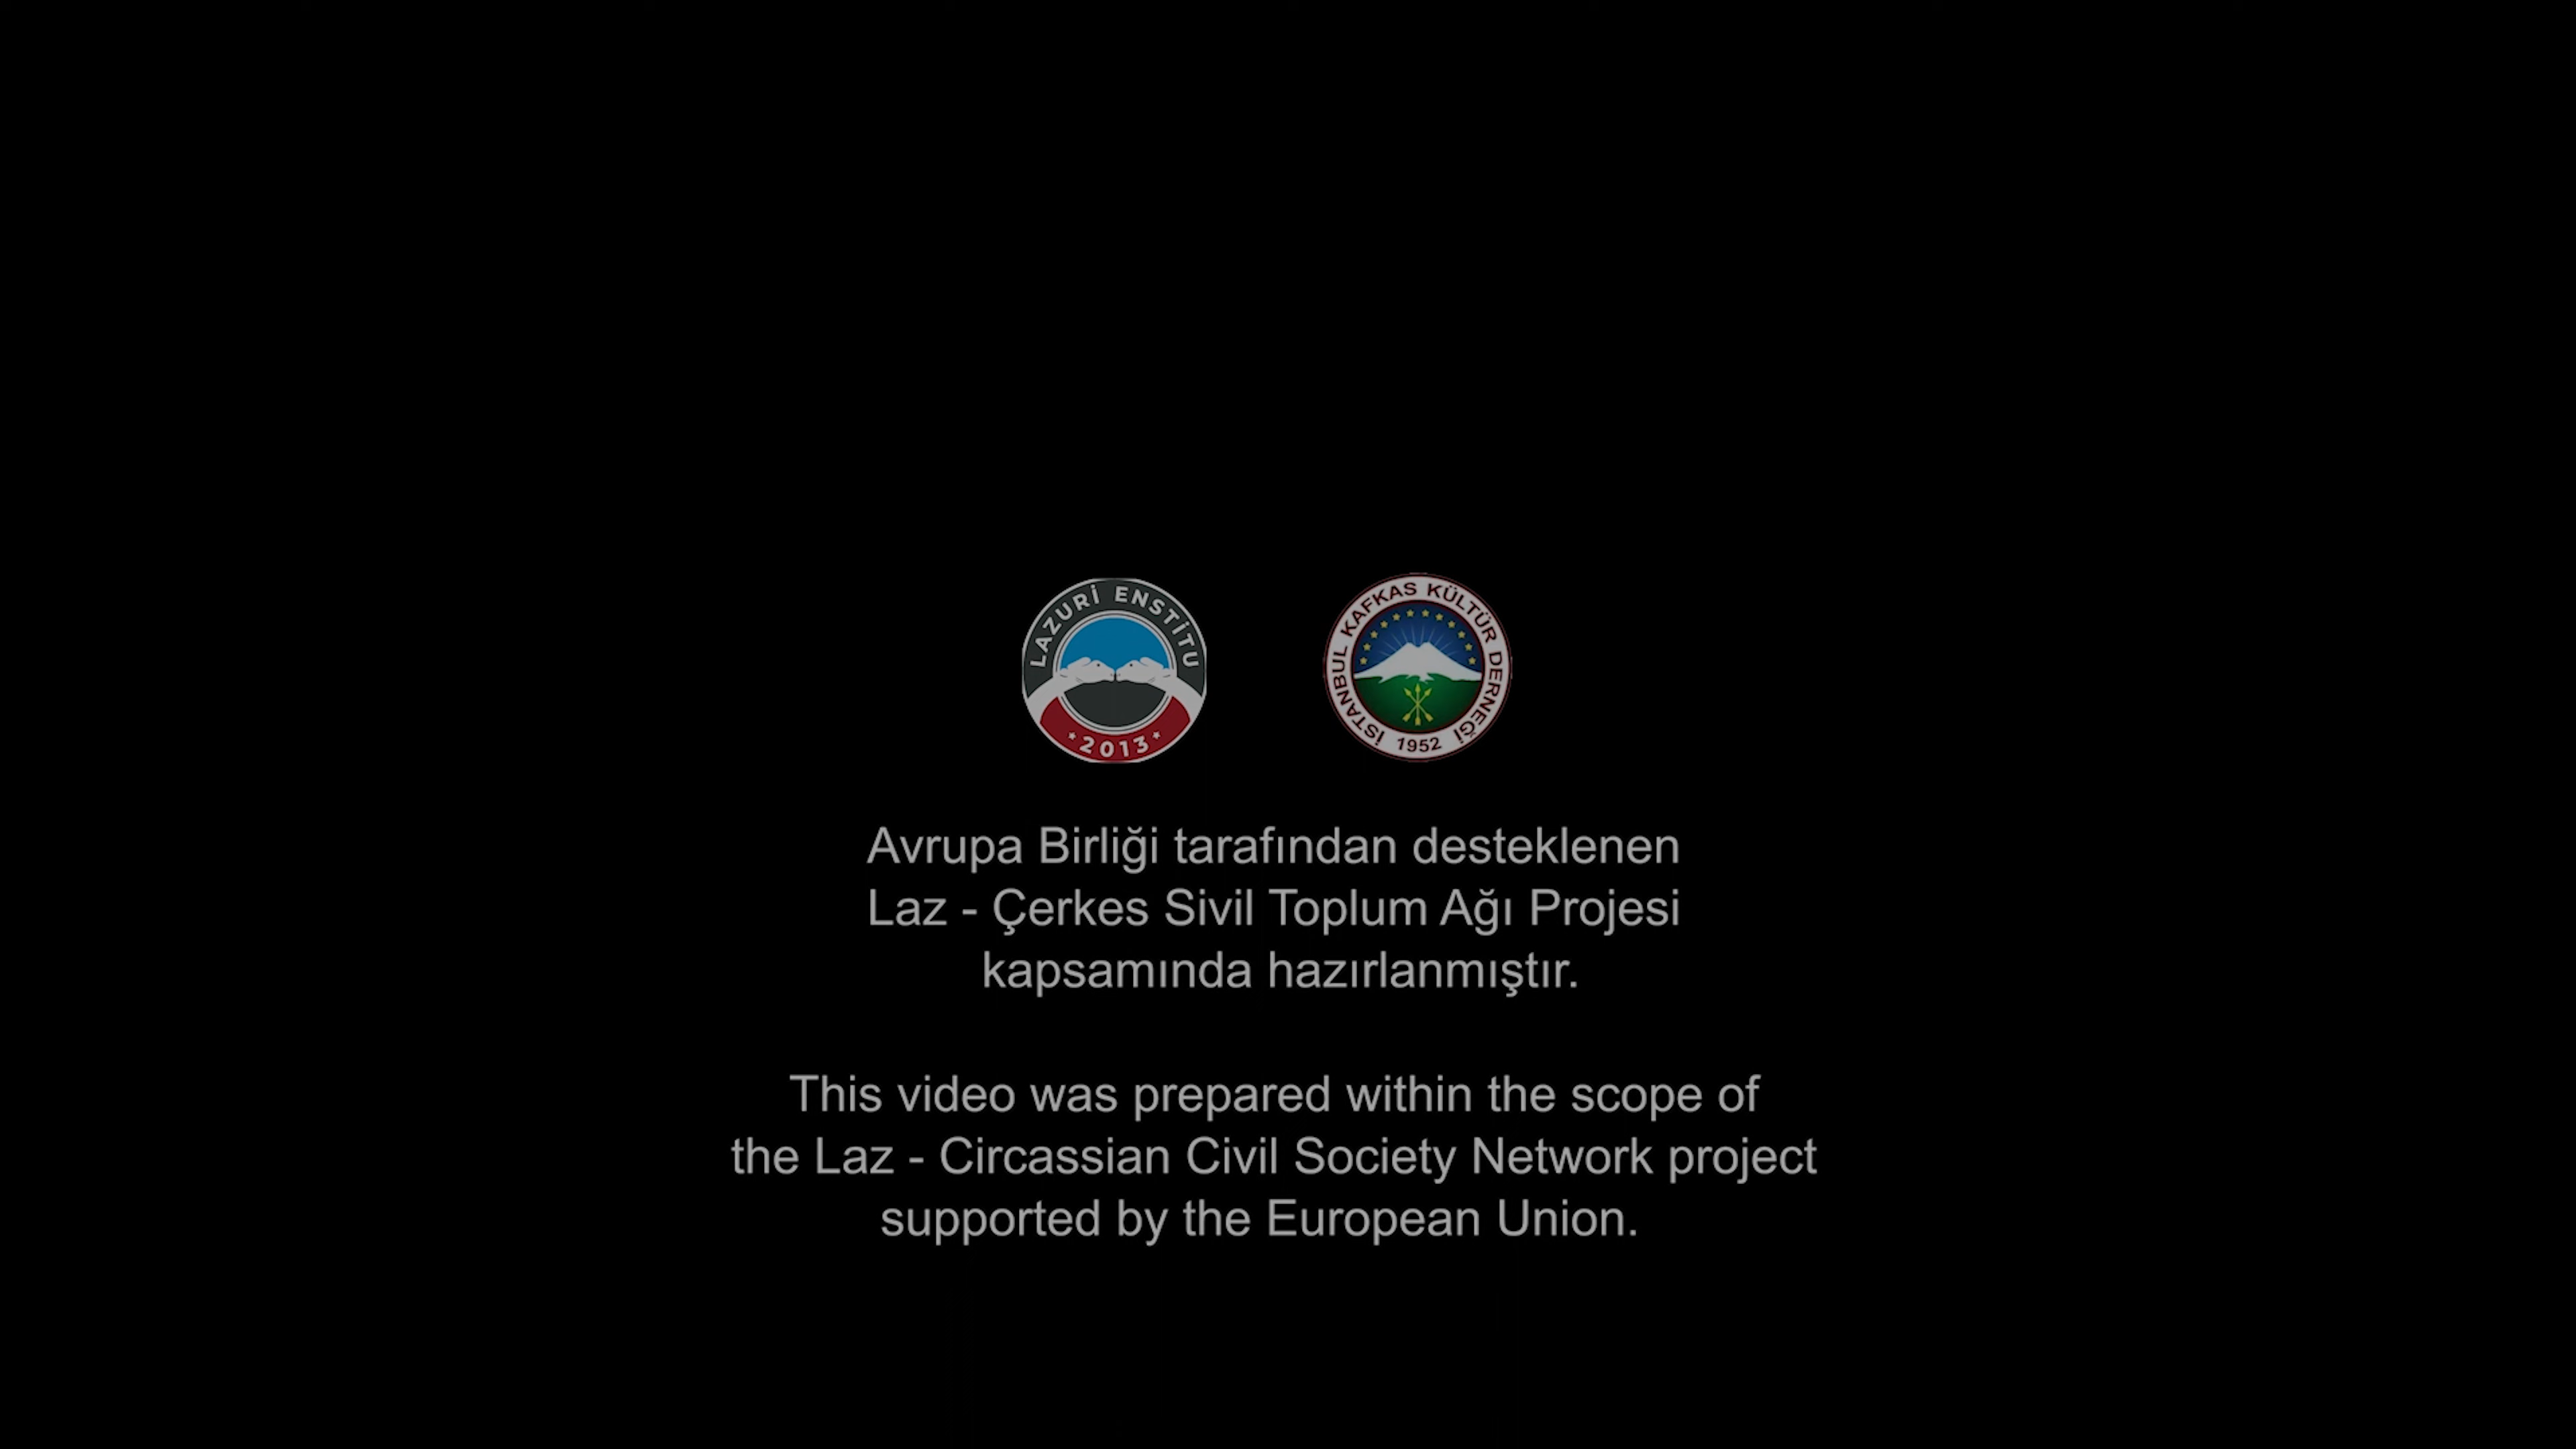 LAZURİ ENSTİTU
* 2013 *
İSTANBUL KAFKAS KÜLTÜR DERNEĞİ
1952
Avrupa Birliği tarafından desteklenen
Laz - Çerkes Sivil Toplum Ağı Projesi
kapsamında hazırlanmıştır.
This video was prepared within the scope of
the Laz - Circassian Civil Society Network project
supported by the European Union.